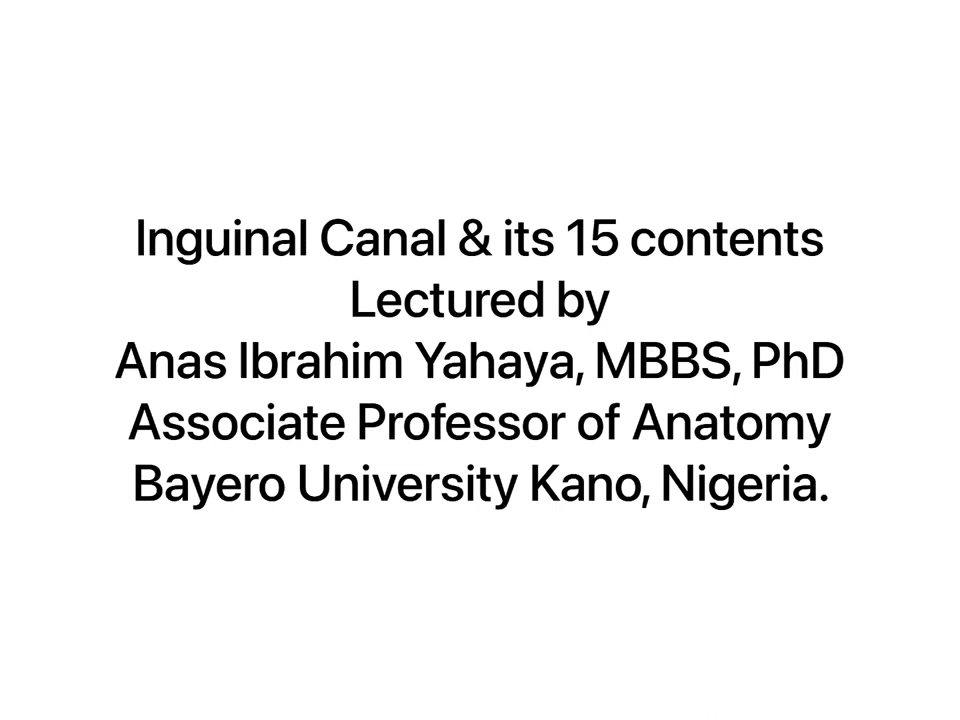 Inguinal Canal & its 15 contents
Lectured by
Anas Ibrahim Yahaya, MBBS, PhD
Associate Professor of Anatomy
Bayero University Kano, Nigeria.